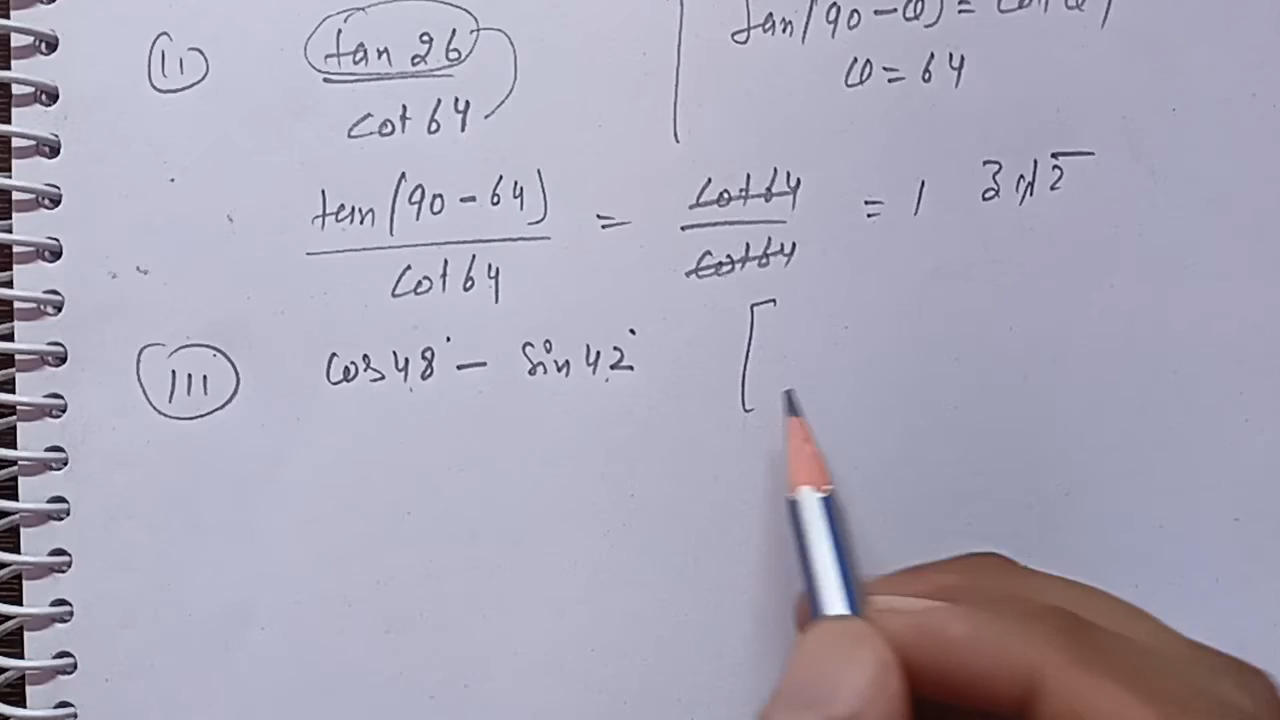 tan(90-θ) = cot θ,
(ii) tan 26
θ = 64
cot 64
tan(90-64) = cot 64 = 1
cot 64 cot 64
(iii) cos 48° - sin 42° [